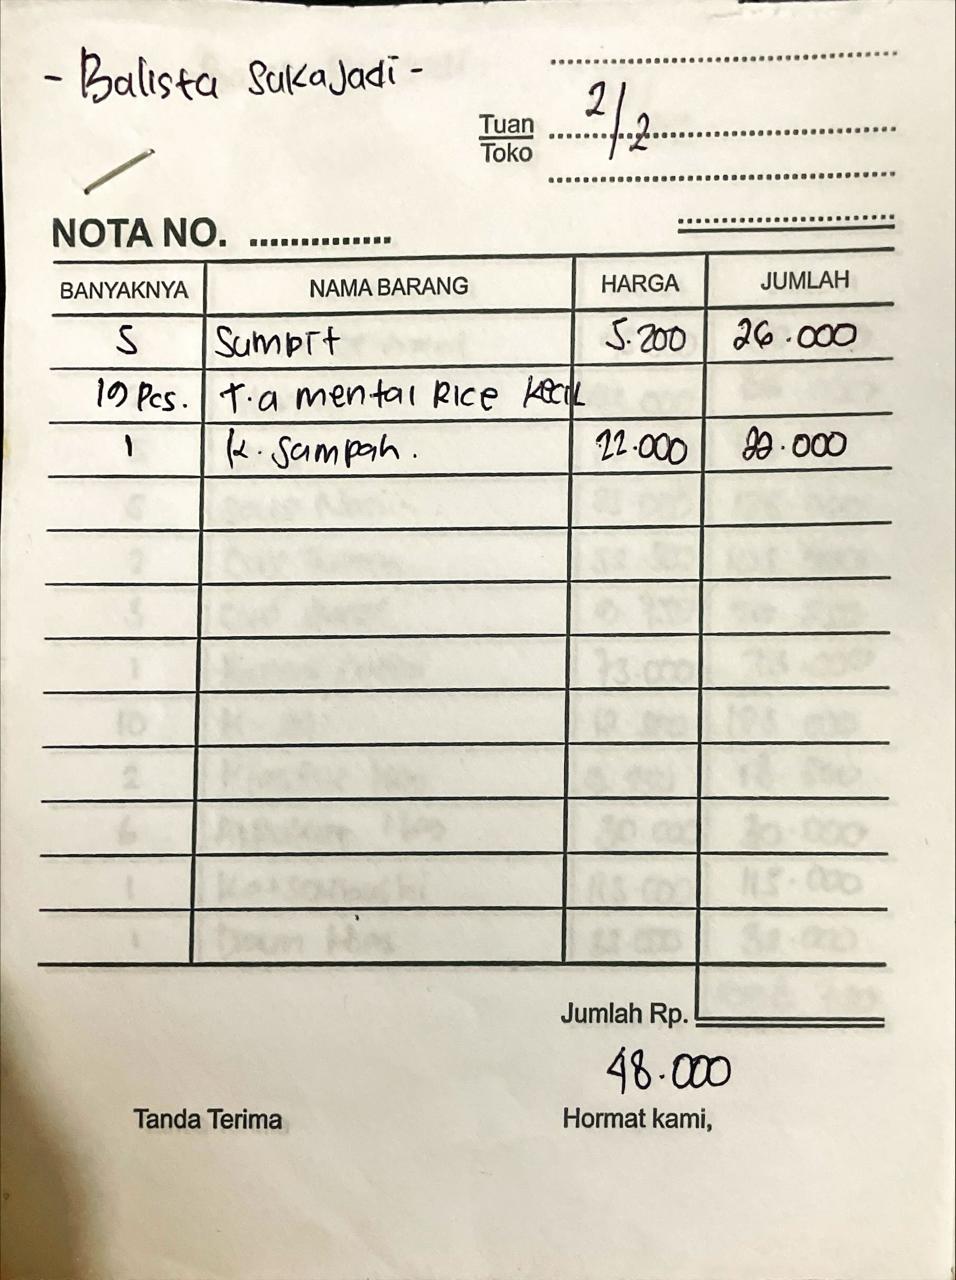 - Balista Sukajadi -
Tuan
Toko
2/2
NOTA NO.
BANYAKNYA NAMA BARANG HARGA JUMLAH
5 Sumpit 5.200 26.000
10 Pcs. T.a mental Rice kecil
1 K. Sampah. 22.000 22.000
Jumlah Rp.
48.000
Tanda Terima Hormat kami,